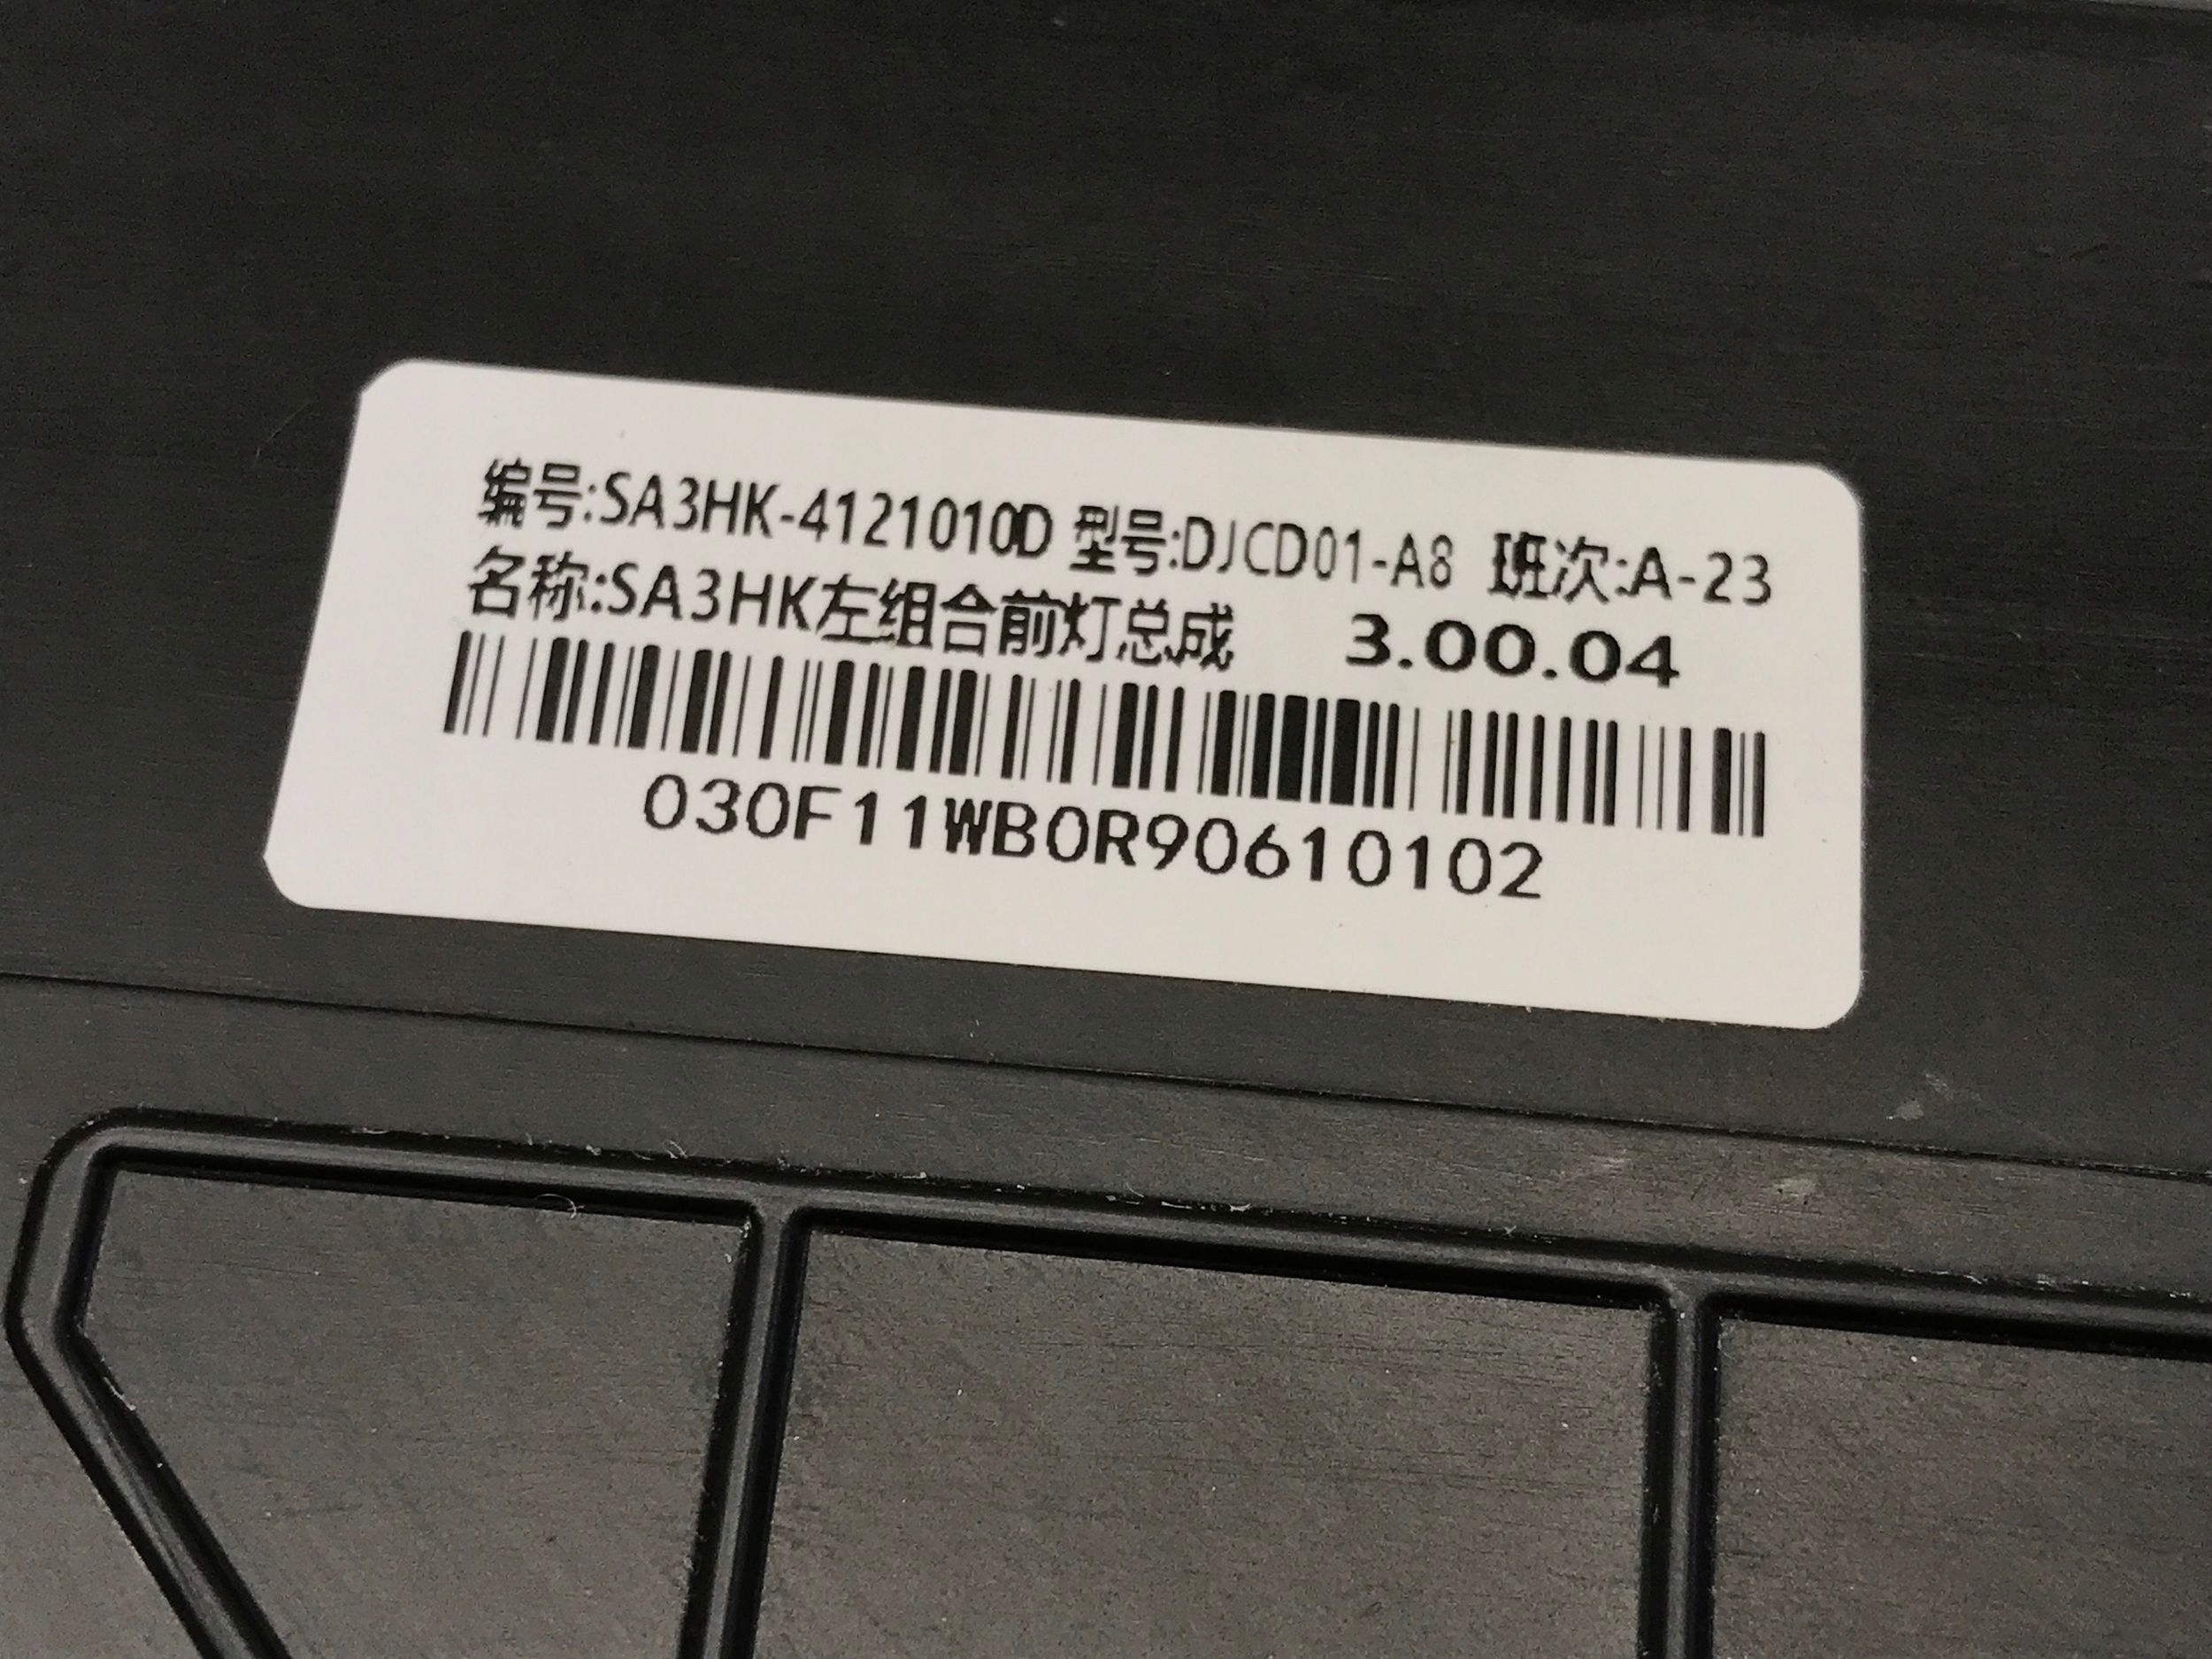 编号:SA3HK-4121010D 型号:DJCD01-A8 班次:A-23
名称:SA3HK左组合前灯总成 3.00.04
030F11WB0R90610102